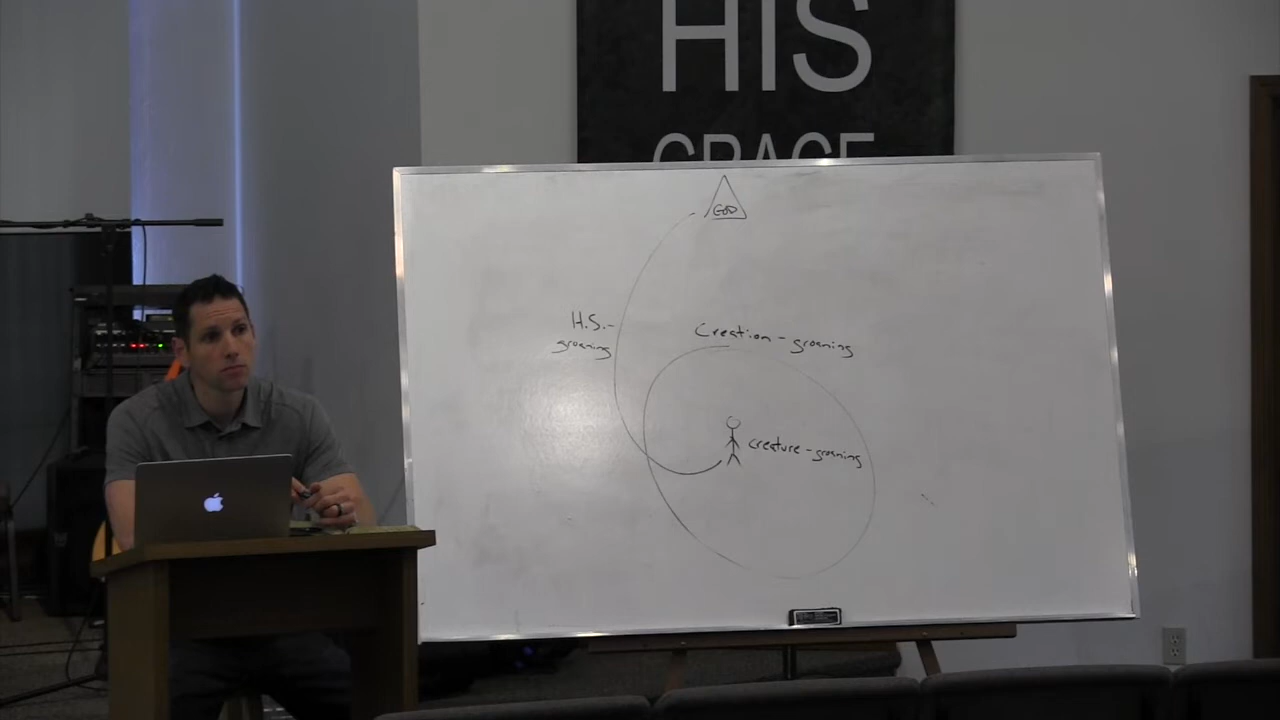 HIS
GRACE
GOD
H.S.-
groaning
Creation - groaning
creature - groaning